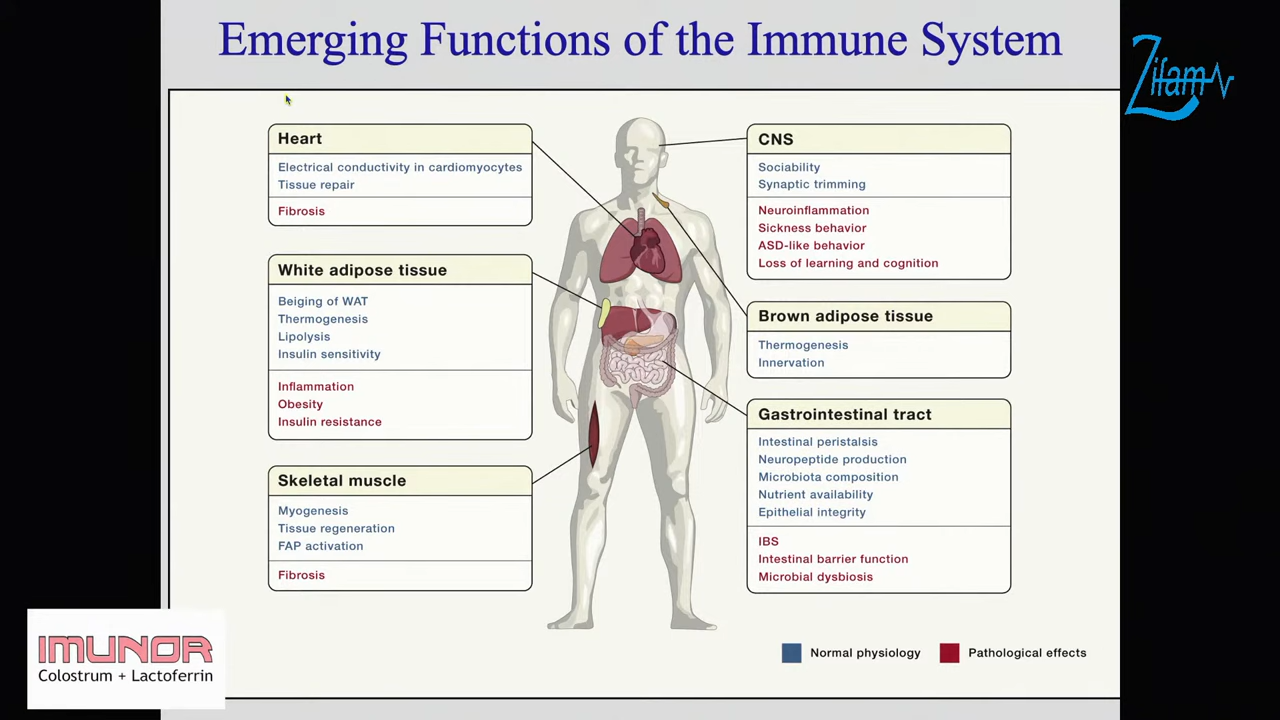 Emerging Functions of the Immune System
Zifam
Heart
Electrical conductivity in cardiomyocytes
Tissue repair
Fibrosis
White adipose tissue
Beiging of WAT
Thermogenesis
Lipolysis
Insulin sensitivity
Inflammation
Obesity
Insulin resistance
Skeletal muscle
Myogenesis
Tissue regeneration
FAP activation
Fibrosis
CNS
Sociability
Synaptic trimming
Neuroinflammation
Sickness behavior
ASD-like behavior
Loss of learning and cognition
Brown adipose tissue
Thermogenesis
Innervation
Gastrointestinal tract
Intestinal peristalsis
Neuropeptide production
Microbiota composition
Nutrient availability
Epithelial integrity
IBS
Intestinal barrier function
Microbial dysbiosis
Normal physiology
Pathological effects
IMUNOR
Colostrum + Lactoferrin